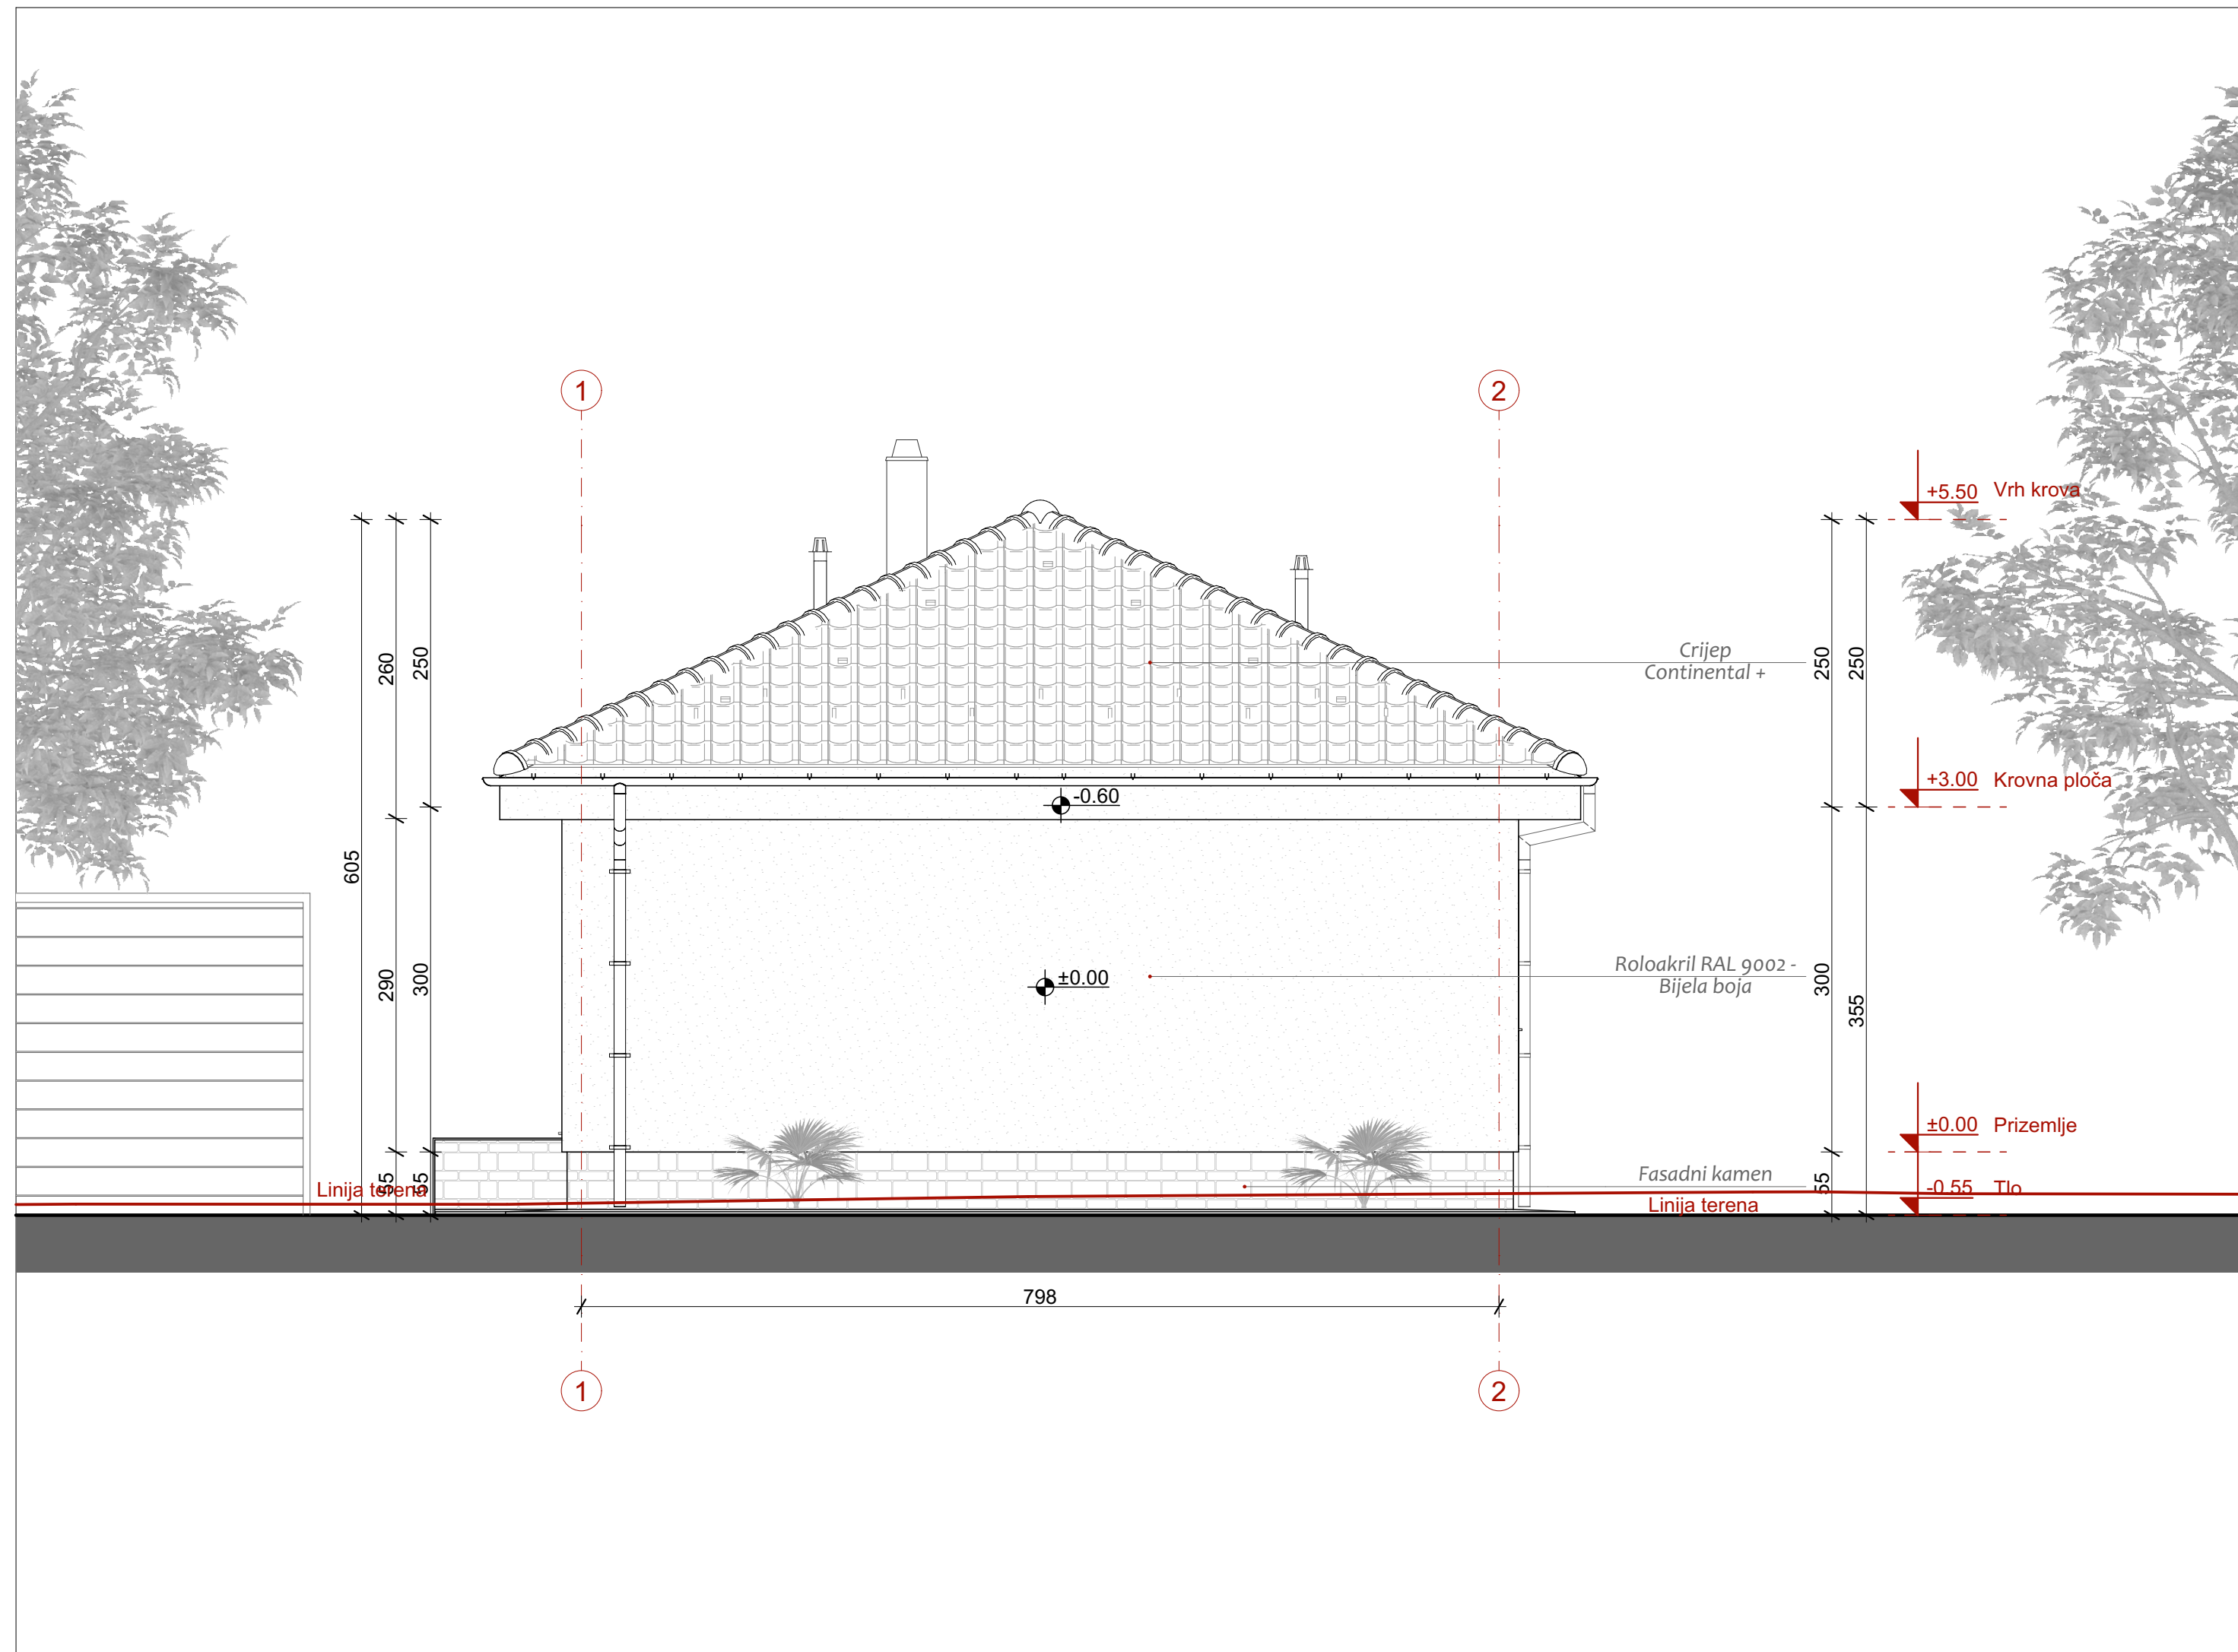 1
2
+5.50 Vrh krova
Crijep
Continental +
260
250
250
250
+3.00 Krovna ploča
-0.60
605
290
300
±0.00
Roloakril RAL 9002 -
Bijela boja
300
355
±0.00 Prizemlje
Fasadni kamen
55
55
55
-0.55 Tlo
Linija terena
Linija terena
798
1
2